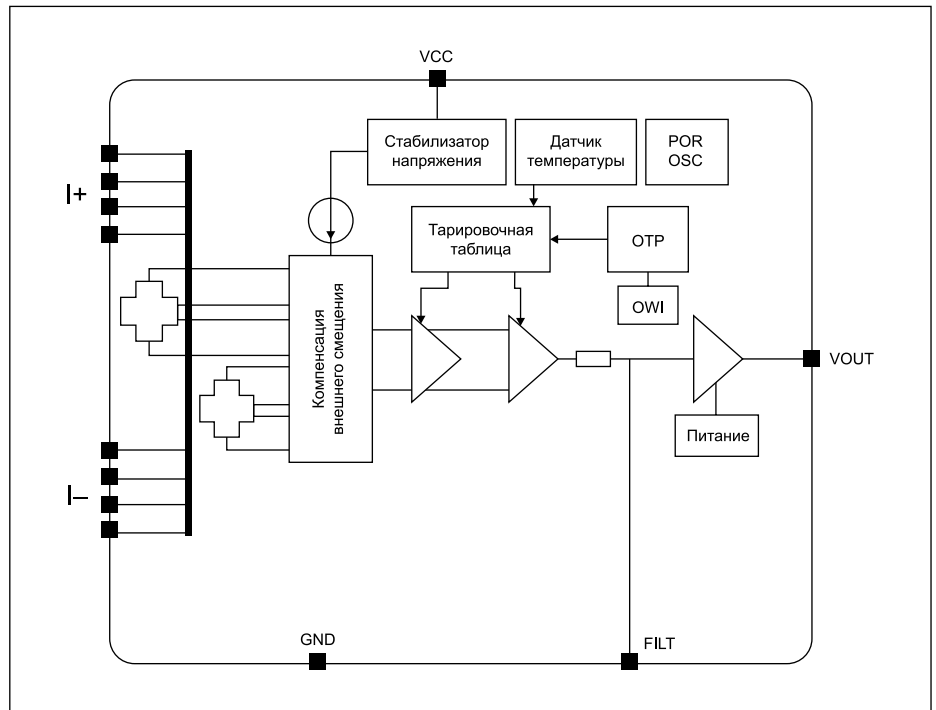 VCC
Стабилизатор
напряжения
Датчик
температуры
POR
OSC
I+
Тарировочная
таблица
OTP
OWI
Компенсация
внешнего смещения
VOUT
Питание
I–
GND
FILT